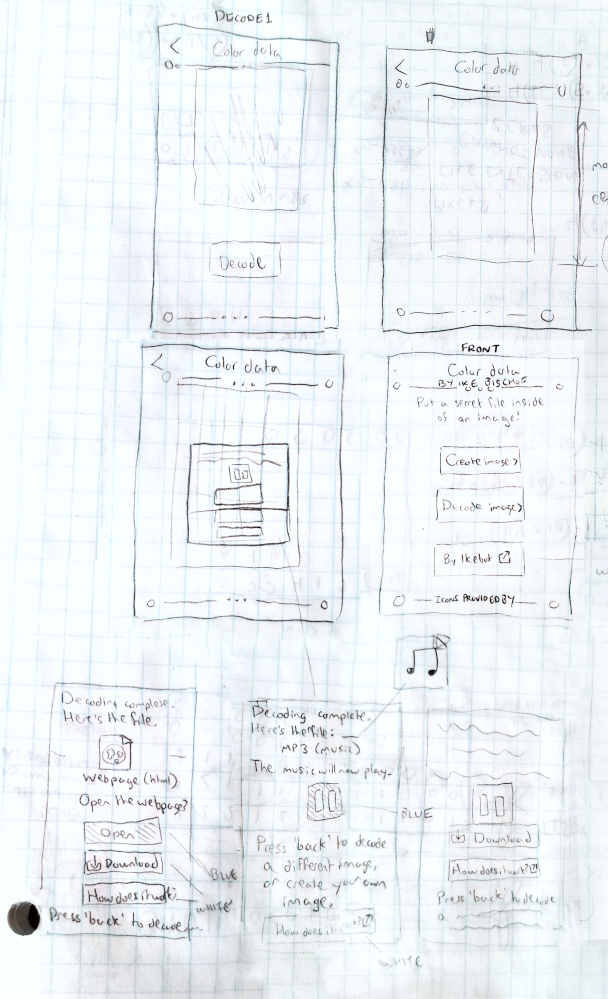 DECODE1
Color data
Decode
Color data
Color data
FRONT
Color data
BY IKE BISCHOF
Put a secret file inside
of an image!
Create image >
Decode image >
By Ikebot
ICONS PROVIDED BY
Decoding complete.
Here's the file.
Webpage (html)
Open the webpage?
Open
Download
How does it work?
Press 'back' to decode
BLUE
WHITE
Decoding complete.
Here's the file:
MP3 (music)
The music will now play.
BLUE
Press 'back' to decode
a different image,
or create your own
image.
How does it
WHITE
Download
How does it work?
Press 'back' to decode
a